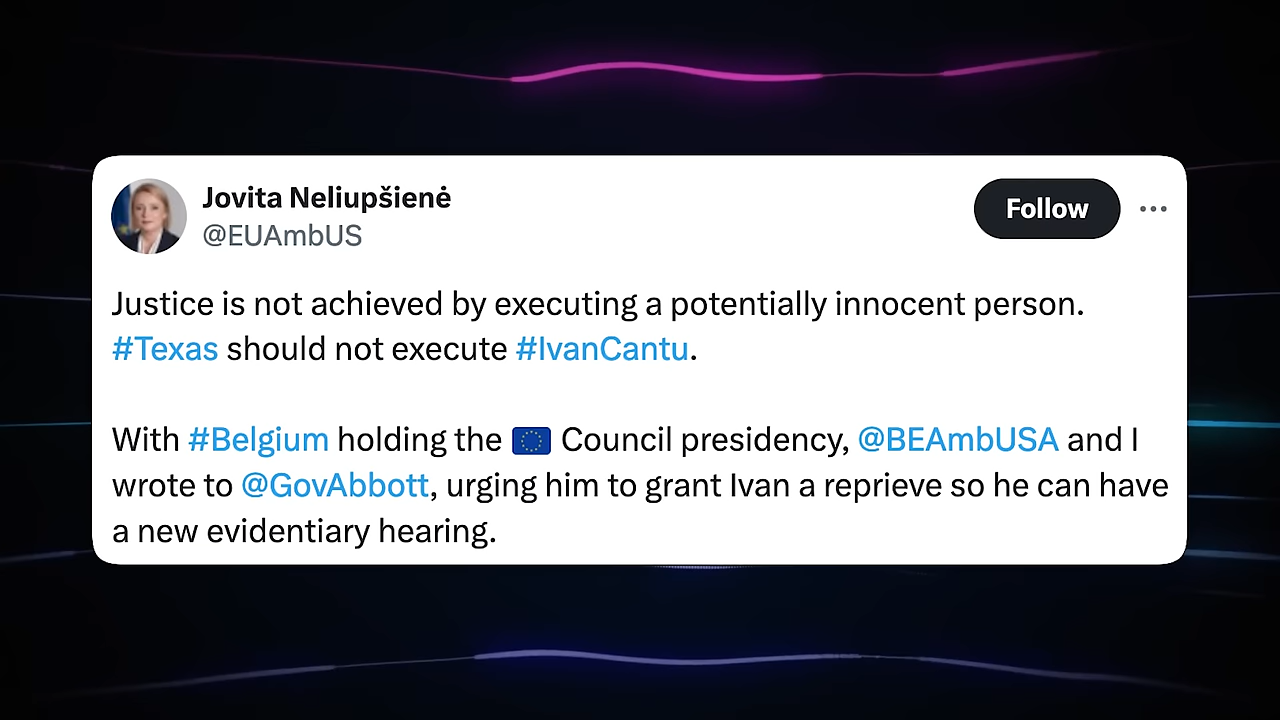 Jovita Neliupšienė
@EUAmbUS
Follow
Justice is not achieved by executing a potentially innocent person.
#Texas should not execute #IvanCantu.
With #Belgium holding the 🇪🇺 Council presidency, @BEAmbUSA and I
wrote to @GovAbbott, urging him to grant Ivan a reprieve so he can have
a new evidentiary hearing.